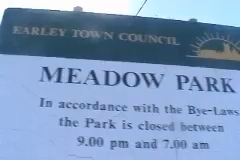 EARLEY TOWN COUNCIL
MEADOW PARK
In accordance with the Bye-Laws
the Park is closed between
9.00 pm and 7.00 am